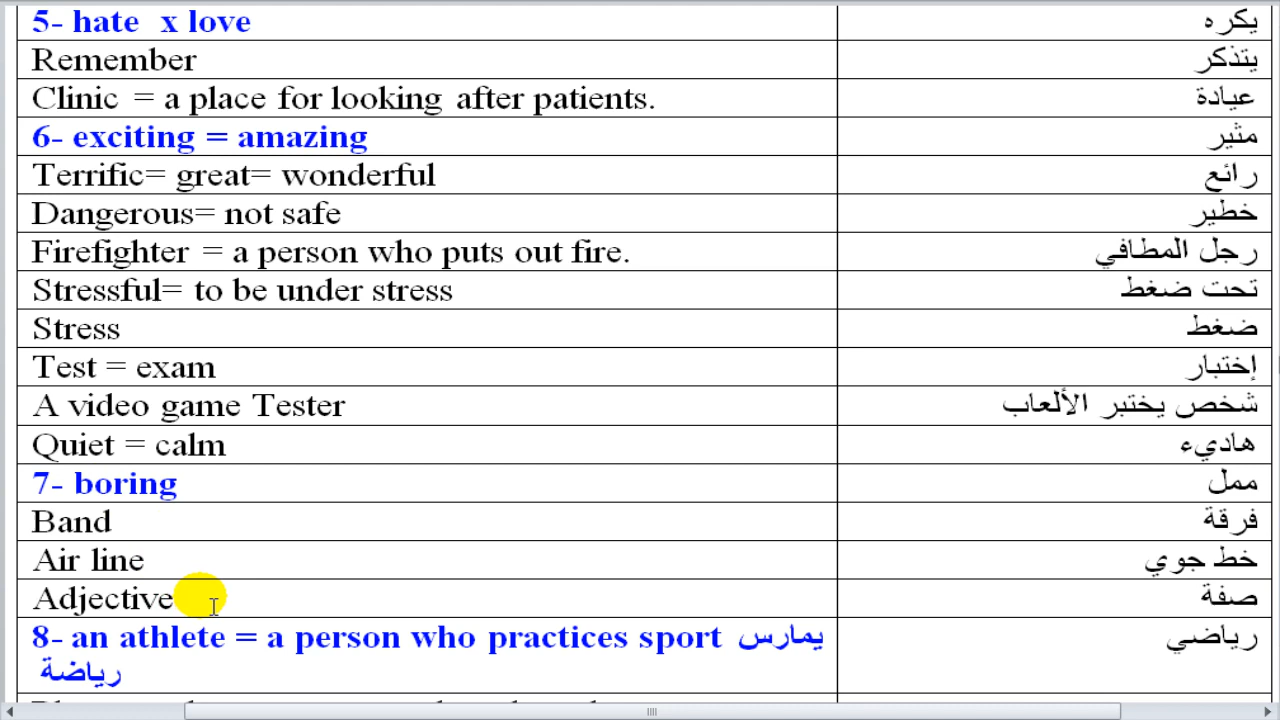 5- hate x love يكره
Remember يتذكر
Clinic = a place for looking after patients. عيادة
6- exciting = amazing مثير
Terrific= great= wonderful رائع
Dangerous= not safe خطير
Firefighter = a person who puts out fire. رجل المطافي
Stressful= to be under stress تحت ضغط
Stress ضغط
Test = exam إختبار
A video game Tester شخص يختبر الألعاب
Quiet = calm هاديء
7- boring ممل
Band فرقة
Air line خط جوي
Adjective صفة
8- an athlete = a person who practices sport يمارس رياضي
رياضة